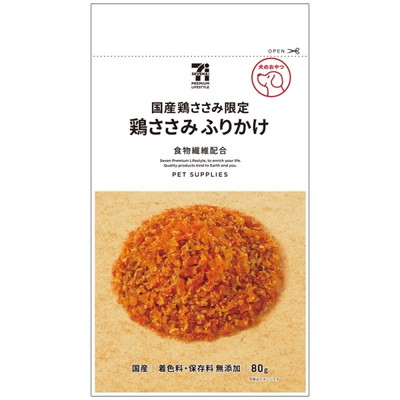 OPEN
7
SEVEN&i
PREMIUM
LIFESTYLE
犬のおやつ
国産鶏ささみ限定
鶏ささみ ふりかけ
食物繊維配合
Seven Premium Lifestyle, to enrich your life.
Quality products kind to Earth and you.
PET SUPPLIES
国産 | 着色料・保存料 無添加 | 80g